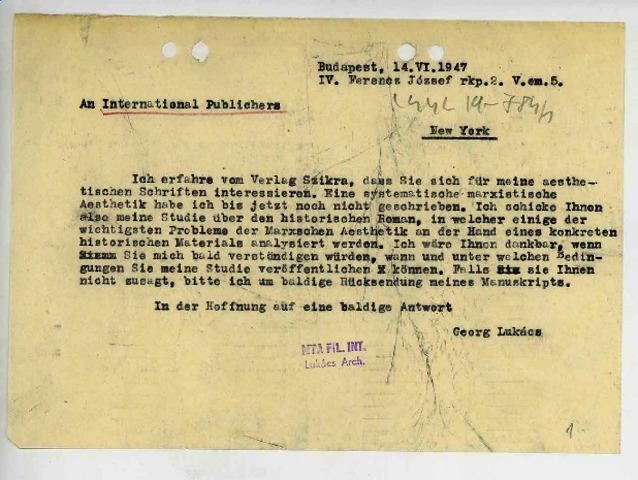 Budapest, 14.VI.1947
IV. Ferencz József rkp.2. V.em.5.
An International Publichers
New York
Ich erfahre vom Verlag Szikra, dass Sie sich für meine aesthe-
tischen Schriften interessieren. Eine systematische marxistische
Aesthetik habe ich bis jetzt noch nicht geschrieben. Ich schicke Ihnen
also meine Studie über den historischen Roman, in welcher einige der
wichtigsten Probleme der Marxschen Aesthetik an der Hand eines konkreten
historischen Materials analysiert werden. Ich wäre Ihnen dankbar, wenn
Sie mich bald verständigen würden, wann und unter welchen Bedin-
gungen Sie meine Studie veröffentlichen können. Falls sie Ihnen
nicht zusagt, bitte ich um baldige Rücksendung meines Manuskripts.
In der Hoffnung auf eine baldige Antwort
Georg Lukács
MTA FIL. INT.
Lukács Arch.
1